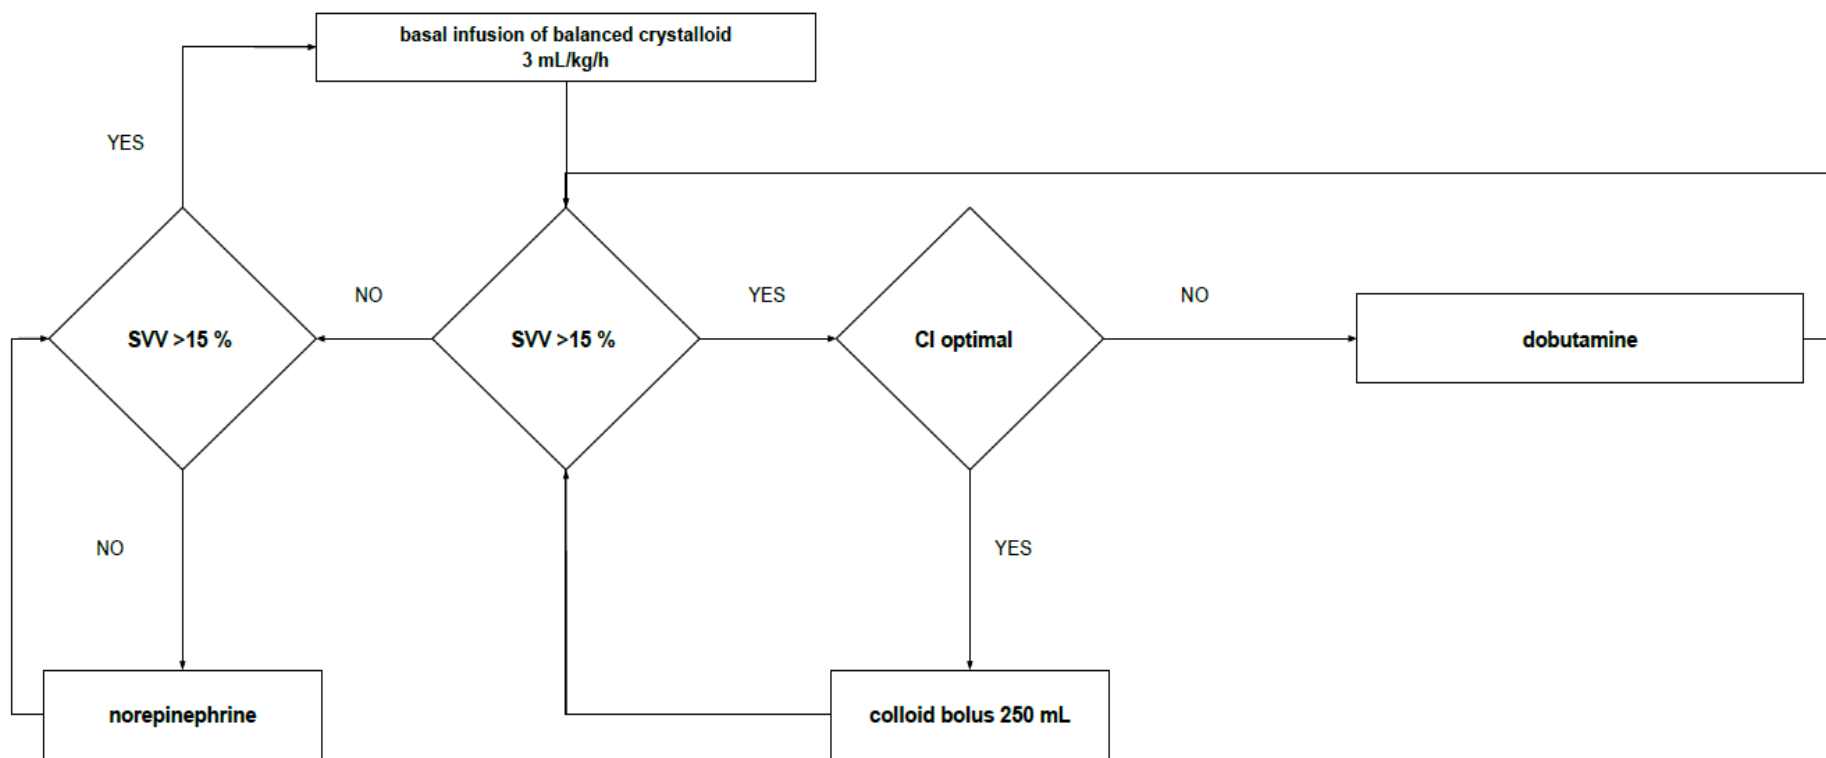 basal infusion of balanced crystalloid
3 mL/kg/h
YES
NO
YES
NO
SVV >15 %
SVV >15 %
CI optimal
dobutamine
NO
YES
norepinephrine
colloid bolus 250 mL